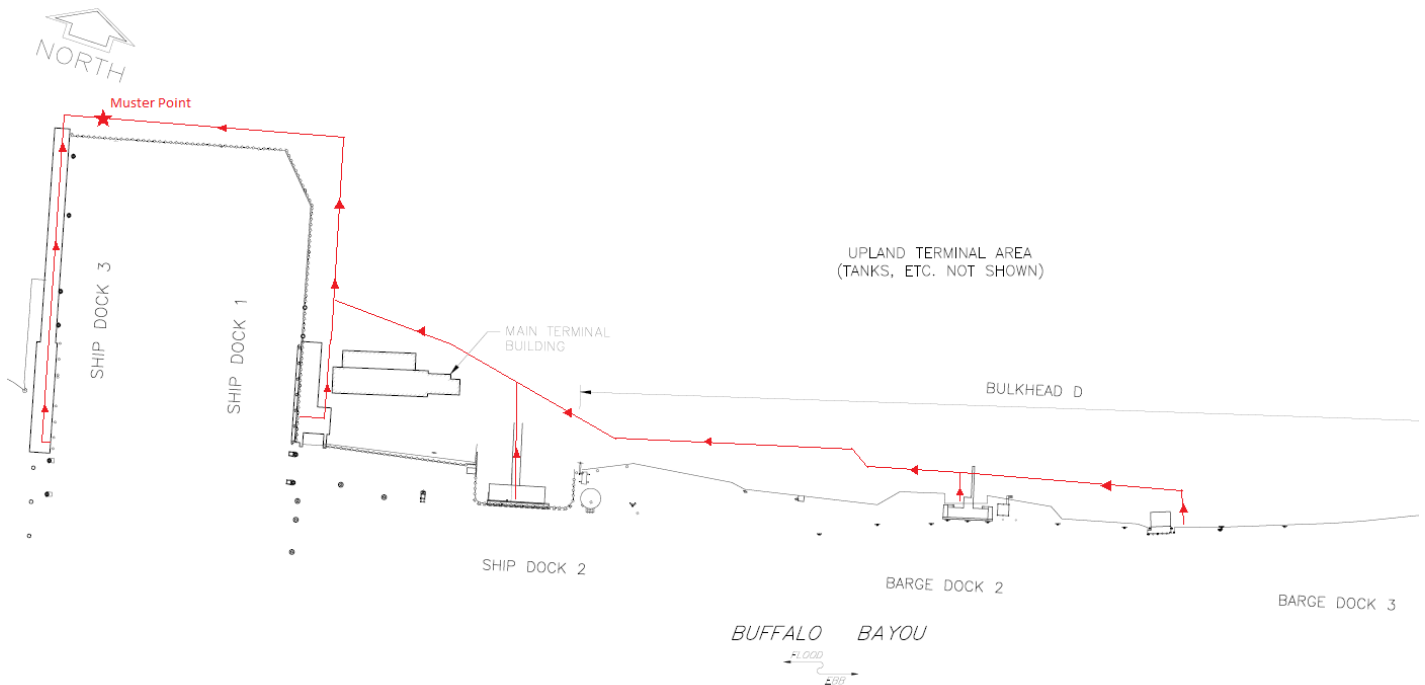 NORTH
Muster Point
UPLAND TERMINAL AREA
(TANKS, ETC. NOT SHOWN)
SHIP DOCK 3
SHIP DOCK 1
MAIN TERMINAL
BUILDING
BULKHEAD D
SHIP DOCK 2
BARGE DOCK 2
BARGE DOCK 3
BUFFALO BAYOU
FLOOD
EBB